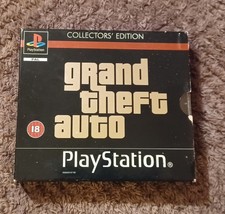 COLLECTORS' EDITION
PlayStation
grand
theft
auto
18
PlayStation®